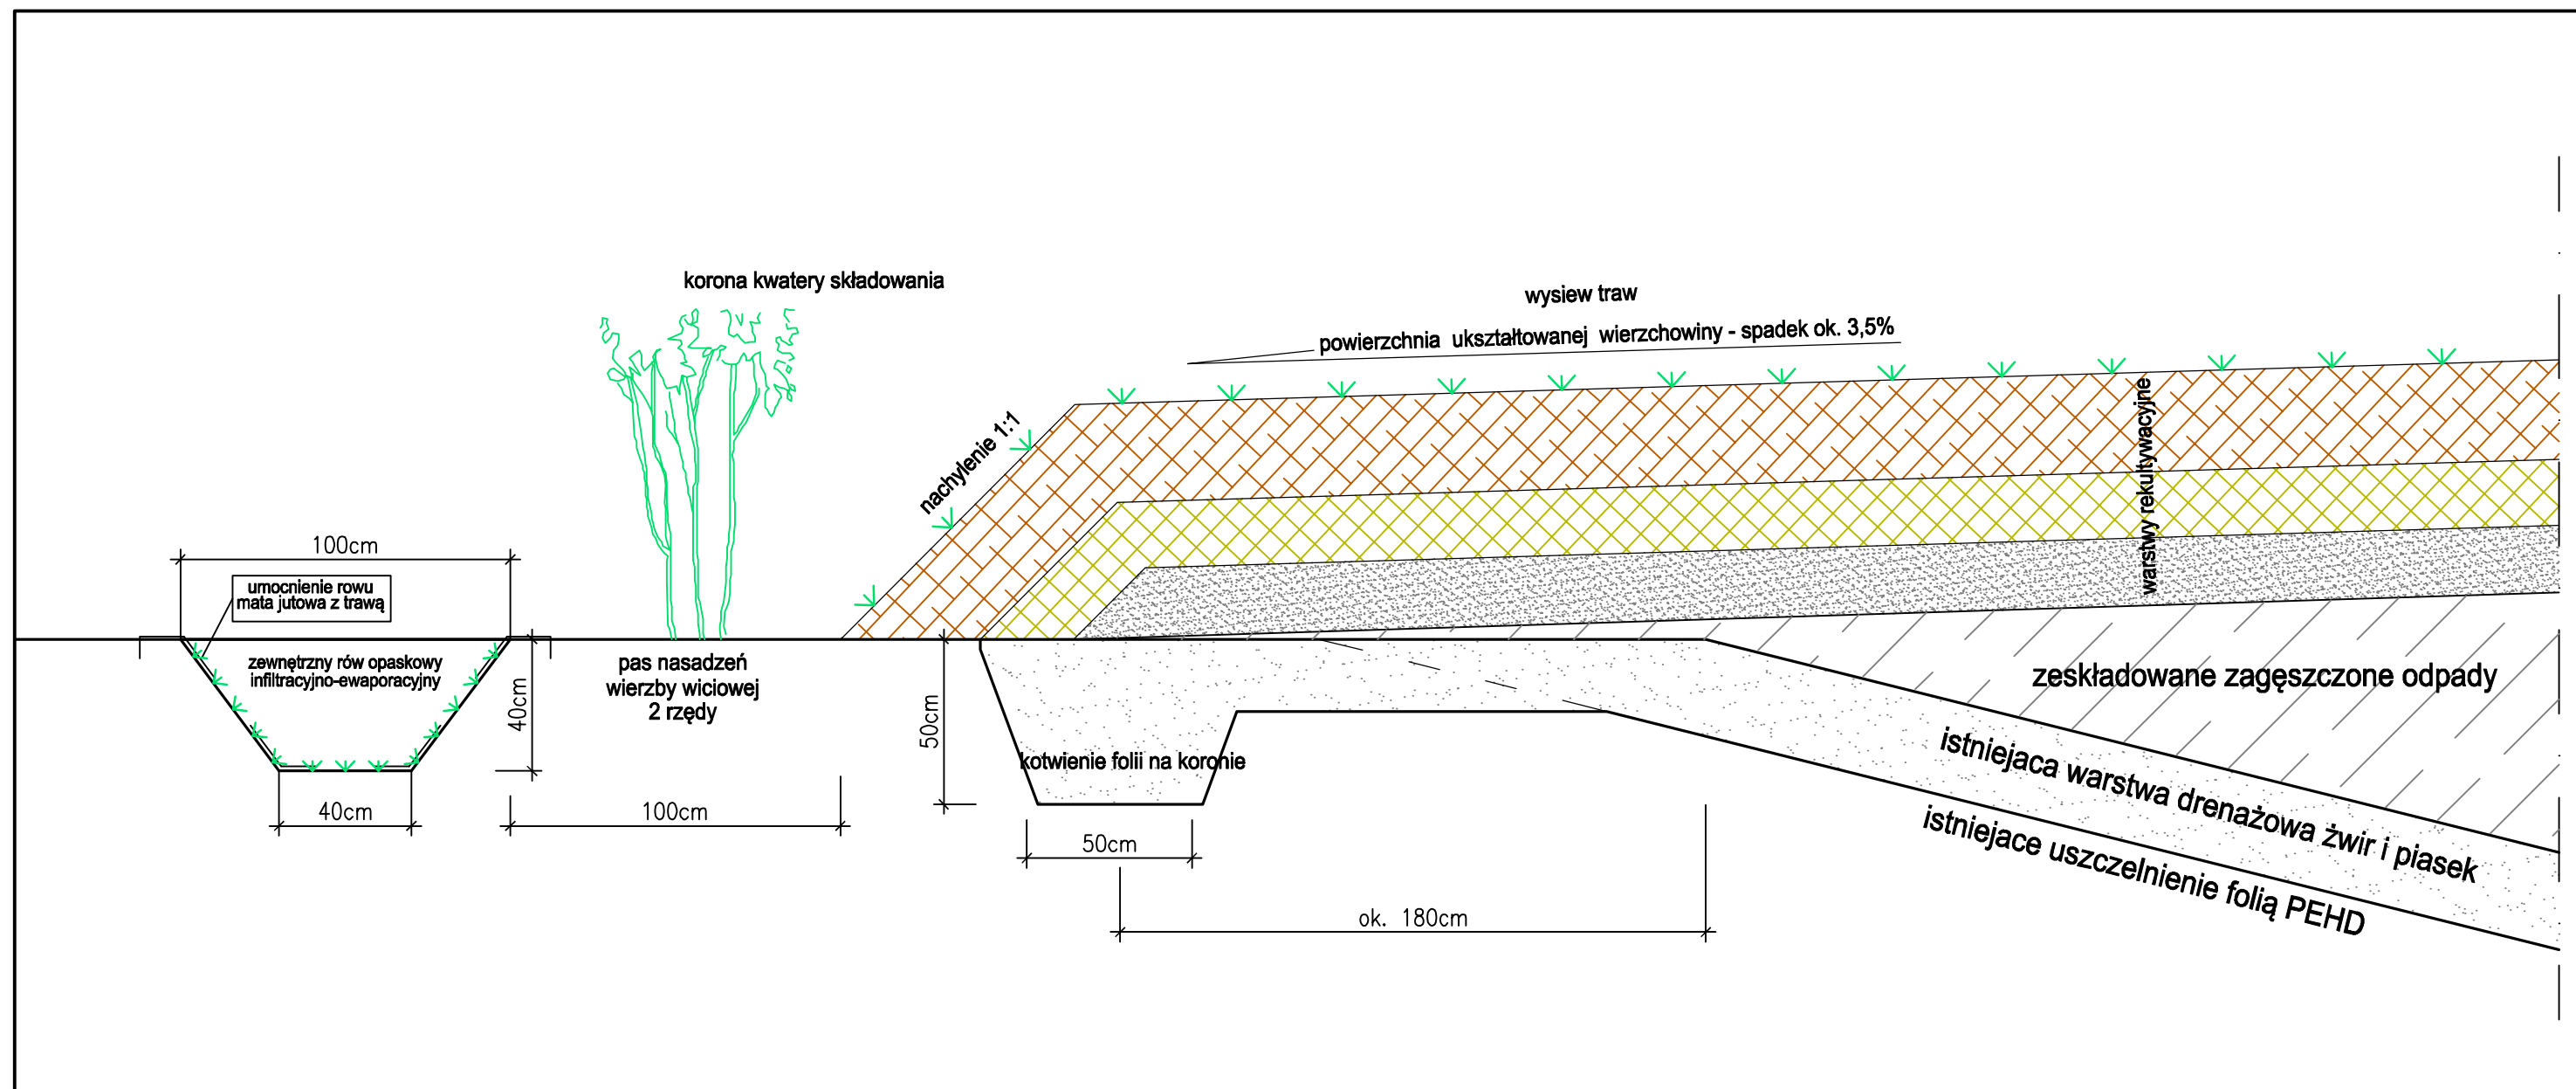 korona kwatery składowania
wysiew traw
powierzchnia ukształtowanej wierzchowiny - spadek ok. 3,5%
nachylenie 1:1
warstwy rekultywacyjne
100cm
umocnienie rowu
mata jutowa z trawą
zewnętrzny rów opaskowy
infiltracyjno-ewaporacyjny
40cm
40cm
pas nasadzeń
wierzby wiciowej
2 rzędy
100cm
50cm
kotwienie folii na koronie
50cm
ok. 180cm
zeskładowane zagęszczone odpady
istniejaca warstwa drenażowa żwir i piasek
istniejace uszczelnienie folią PEHD